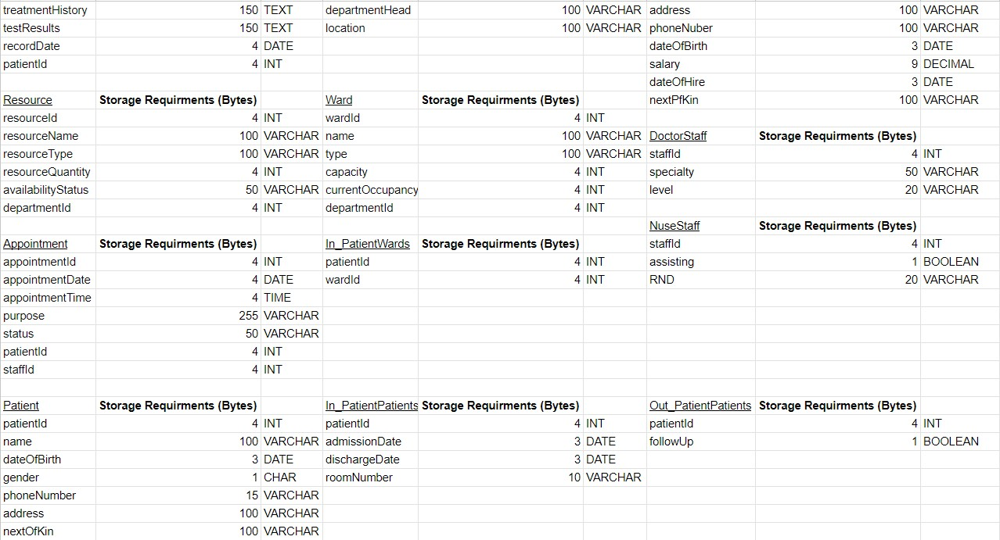 treatmentHistory 150 TEXT departmentHead 100 VARCHAR address 100 VARCHAR
testResults 150 TEXT location 100 VARCHAR phoneNuber 100 VARCHAR
recordDate 4 DATE dateOfBirth 3 DATE
patientId 4 INT salary 9 DECIMAL
dateOfHire 3 DATE
Resource Storage Requirments (Bytes) Ward Storage Requirments (Bytes) nextPfKin 100 VARCHAR
resourceId 4 INT wardId 4 INT
resourceName 100 VARCHAR name 100 VARCHAR DoctorStaff Storage Requirments (Bytes)
resourceType 100 VARCHAR type 100 VARCHAR staffId 4 INT
resourceQuantity 4 INT capacity 4 INT specialty 50 VARCHAR
availabilityStatus 50 VARCHAR currentOccupancy 4 INT level 20 VARCHAR
departmentId 4 INT departmentId 4 INT
NuseStaff Storage Requirments (Bytes)
Appointment Storage Requirments (Bytes) In_PatientWards Storage Requirments (Bytes) staffId 4 INT
appointmentId 4 INT patientId 4 INT assisting 1 BOOLEAN
appointmentDate 4 DATE wardId 4 INT RND 20 VARCHAR
appointmentTime 4 TIME
purpose 255 VARCHAR
status 50 VARCHAR
patientId 4 INT
staffId 4 INT
Patient Storage Requirments (Bytes) In_PatientPatients Storage Requirments (Bytes) Out_PatientPatients Storage Requirments (Bytes)
patientId 4 INT patientId 4 INT patientId 4 INT
name 100 VARCHAR admissionDate 3 DATE followUp 1 BOOLEAN
dateOfBirth 3 DATE dischargeDate 3 DATE
gender 1 CHAR roomNumber 10 VARCHAR
phoneNumber 15 VARCHAR
address 100 VARCHAR
nextOfKin 100 VARCHAR